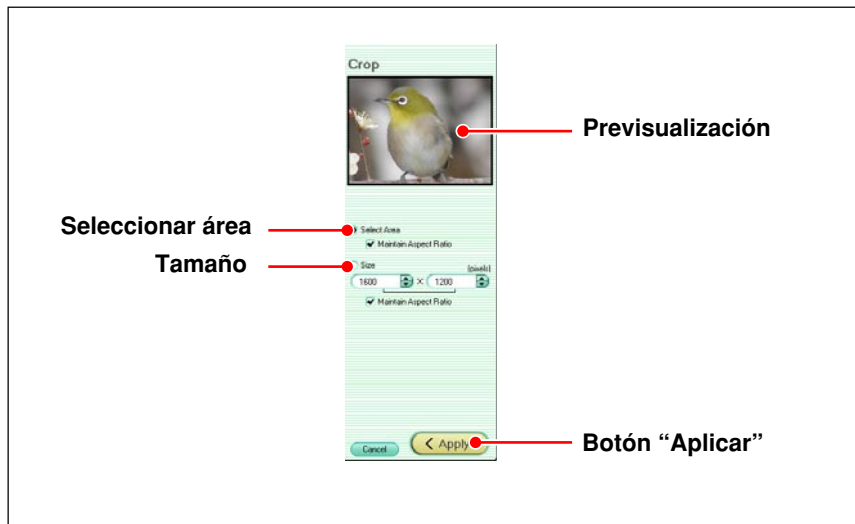 Crop
Previsualización
Seleccionar área
Select Area
Maintain Aspect Ratio
Tamaño
Size
(pixels)
1600 × 1200
Maintain Aspect Ratio
Cancel
< Apply
Botón “Aplicar”